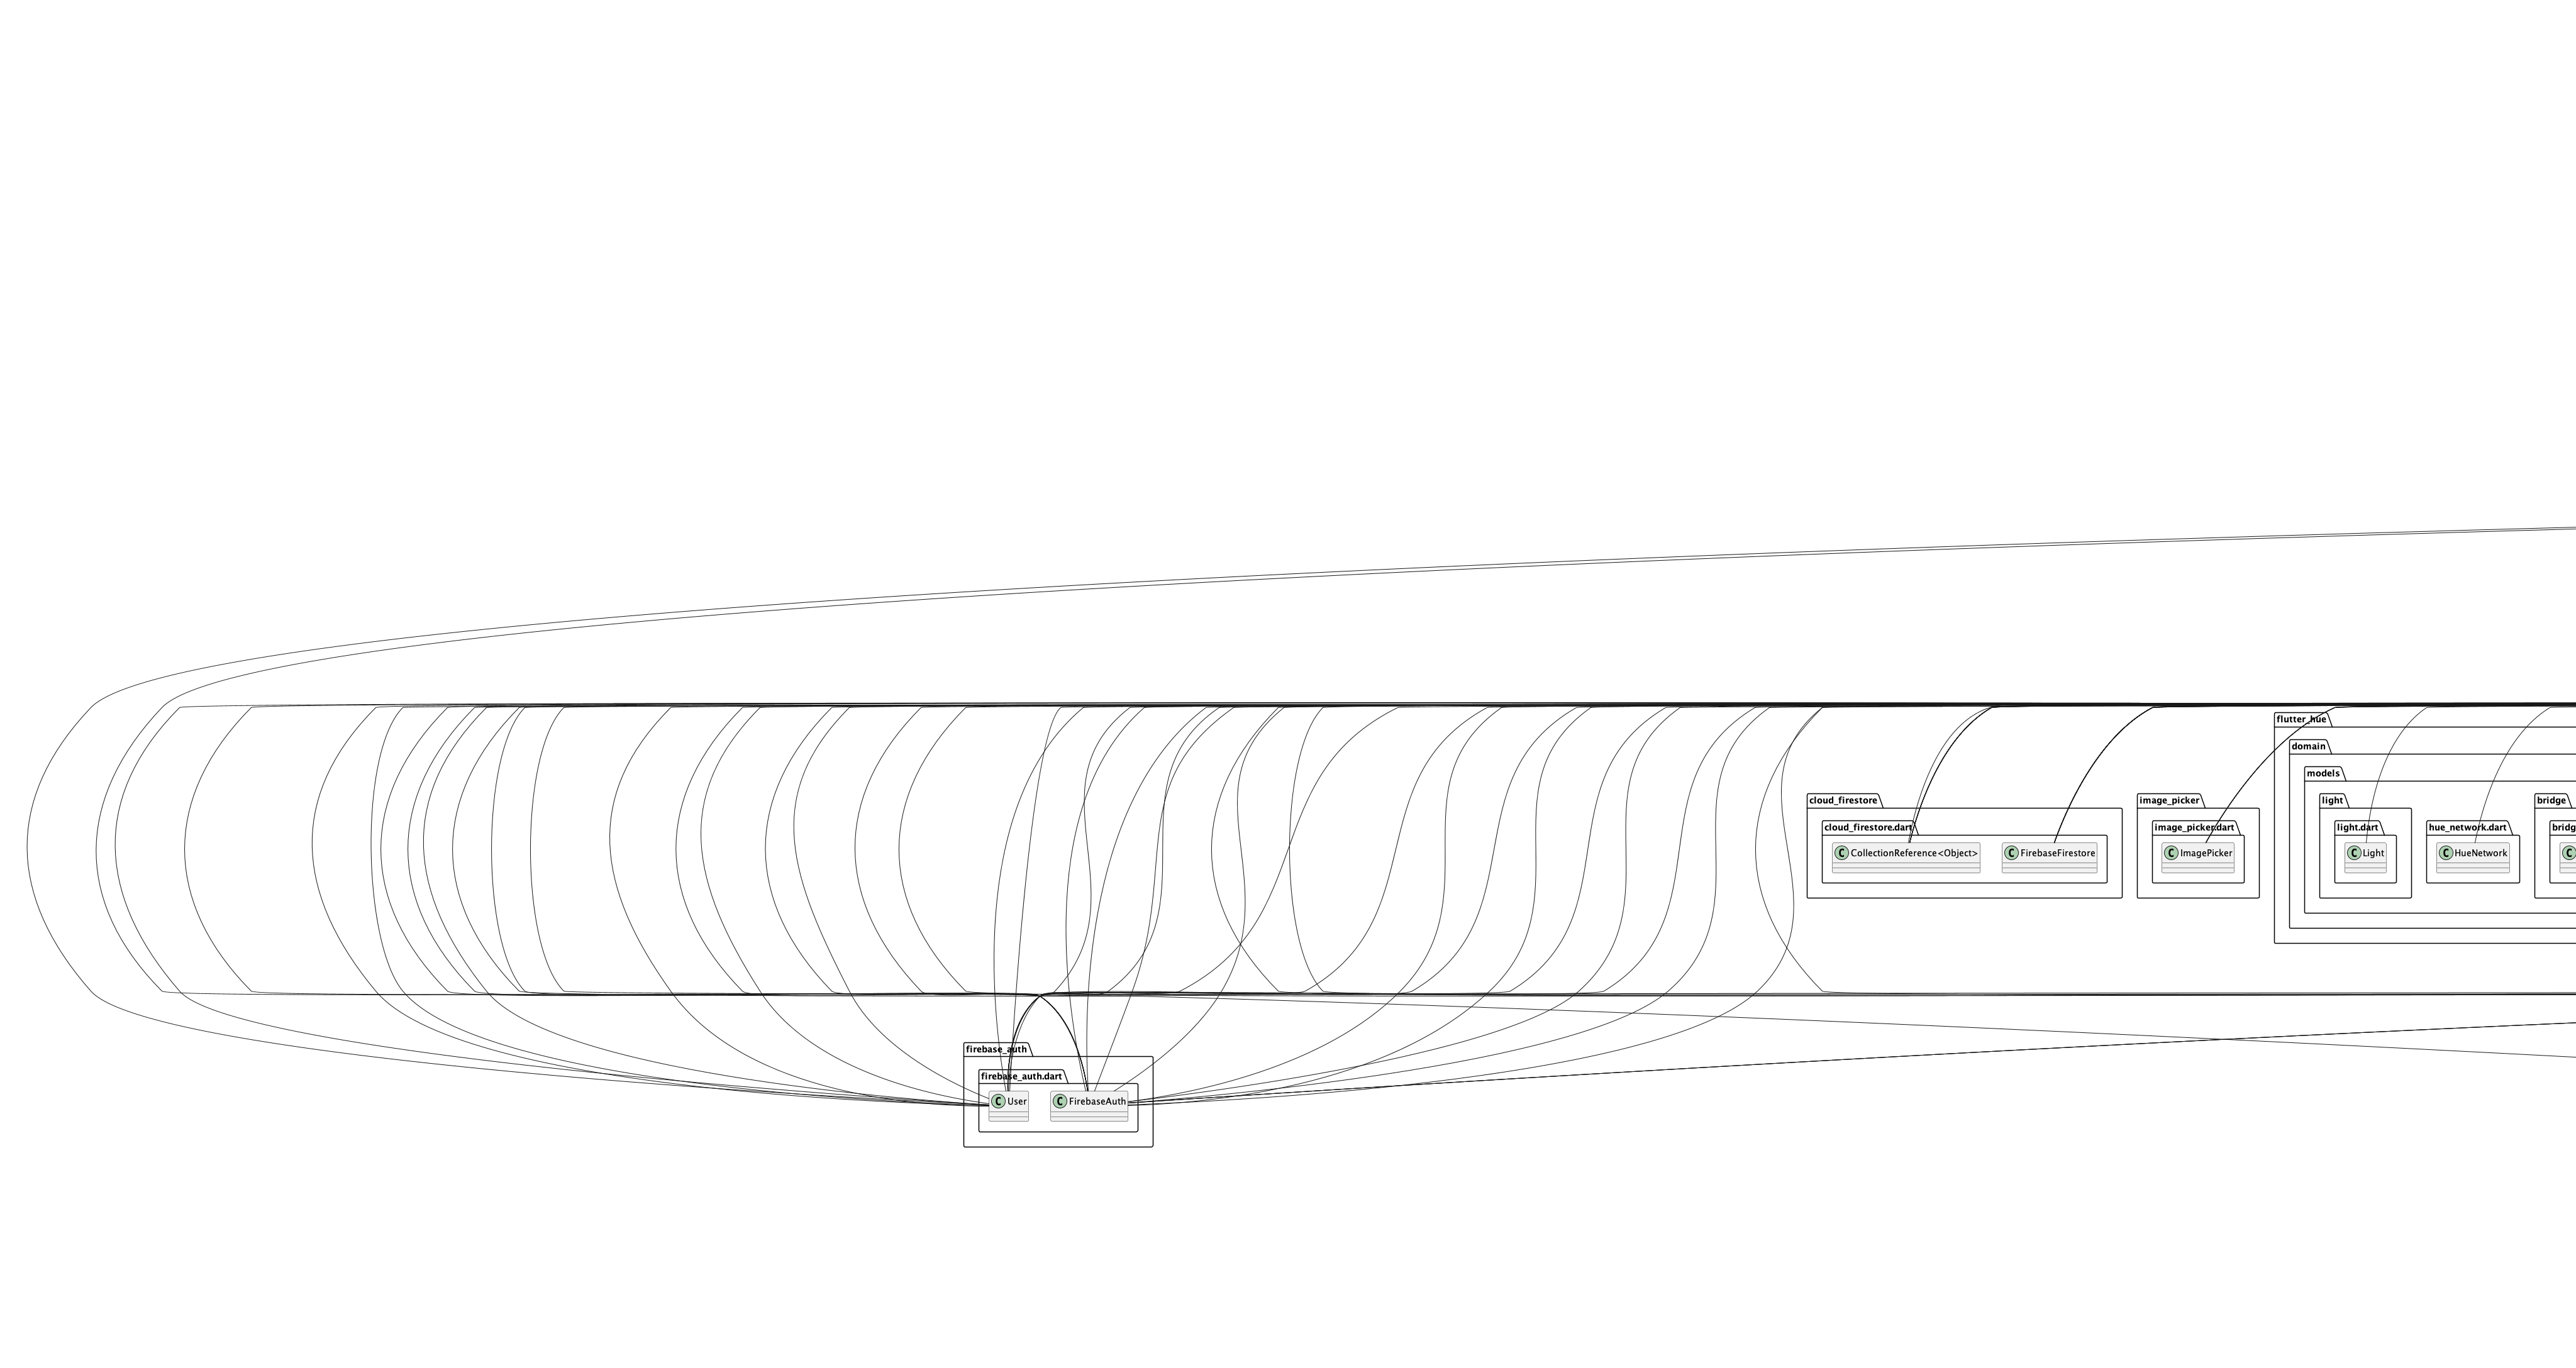 flutter_hue
domain
models
cloud_firestore
image_picker
light
bridge
cloud_firestore.dart
image_picker.dart
light.dart
hue_network.dart
C CollectionReference<Object>
C FirebaseFirestore
C ImagePicker
C Light
C HueNetwork
C
firebase_auth
firebase_auth.dart
C User
C FirebaseAuth